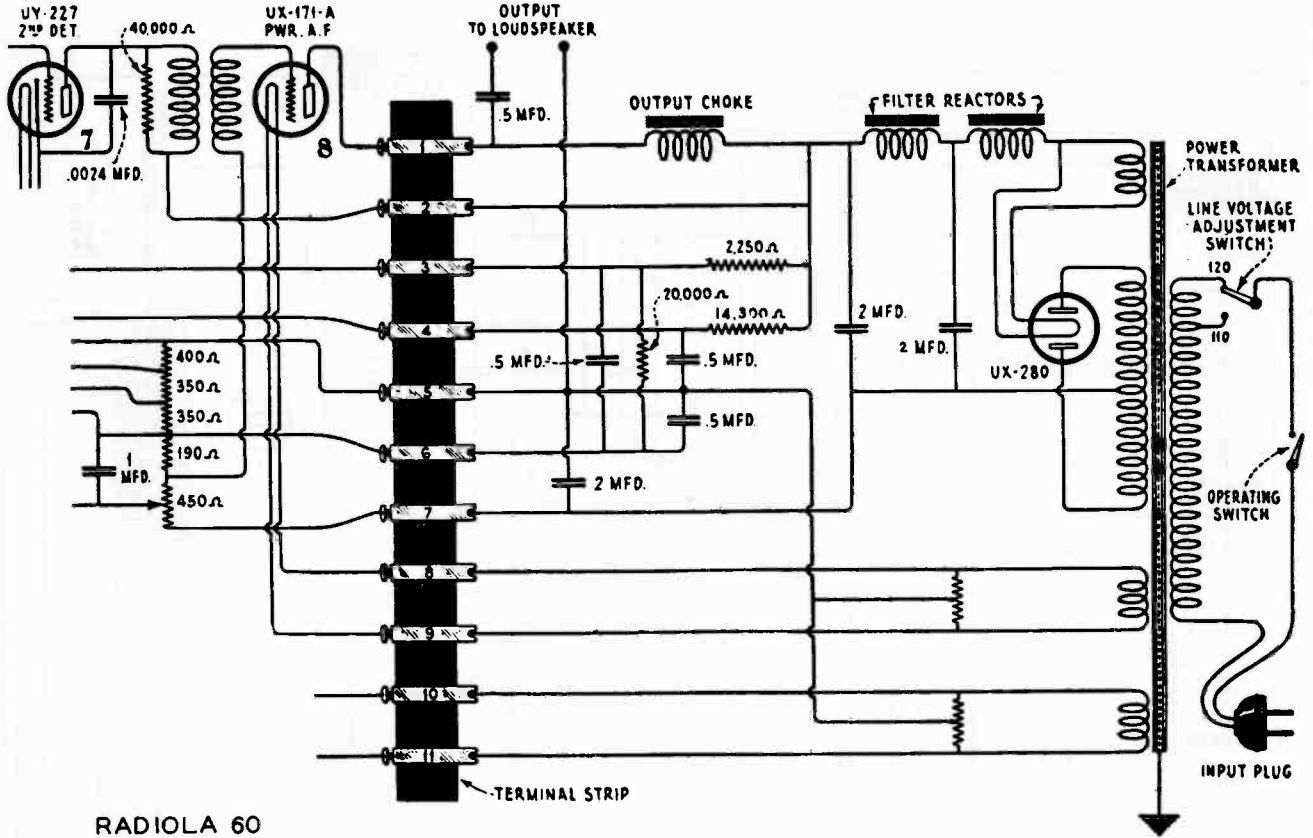 UY-227
2ND DET.
40,000 Ω
UX-171-A
PWR. A.F
OUTPUT
TO LOUDSPEAKER
7
.0024 MFD.
8
.5 MFD.
OUTPUT CHOKE
FILTER REACTORS
POWER
TRANSFORMER
LINE VOLTAGE
ADJUSTMENT
SWITCH
120
110
1
2
3
4
5
6
7
8
9
10
11
2,250 Ω
20,000 Ω
14,300 Ω
.5 MFD.
.5 MFD.
.5 MFD.
2 MFD.
2 MFD.
2 MFD.
UX-280
400 Ω
350 Ω
350 Ω
190 Ω
450 Ω
1
MFD.
OPERATING
SWITCH
INPUT PLUG
TERMINAL STRIP
RADIOLA 60